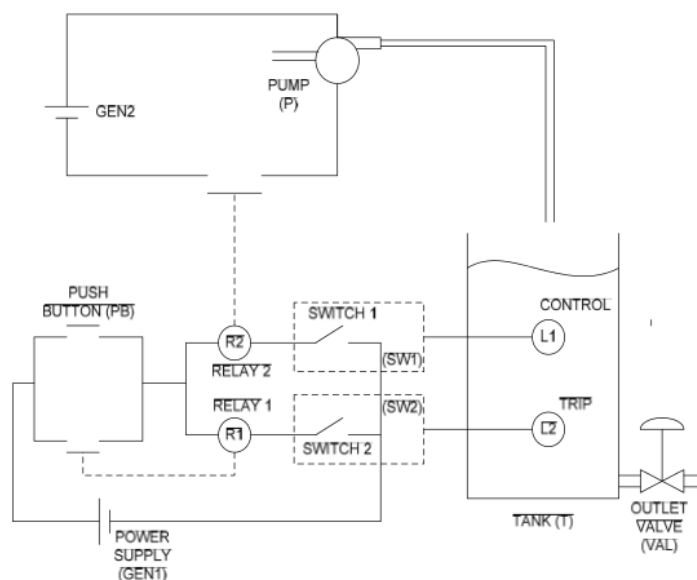 GEN2
PUMP
(P)
PUSH
BUTTON (PB)
SWITCH 1
CONTROL
R2
(SW1)
L1
RELAY 2
RELAY 1
(SW2)
TRIP
R1
L2
SWITCH 2
TANK (T)
OUTLET
VALVE
(VAL)
POWER
SUPPLY
(GEN1)